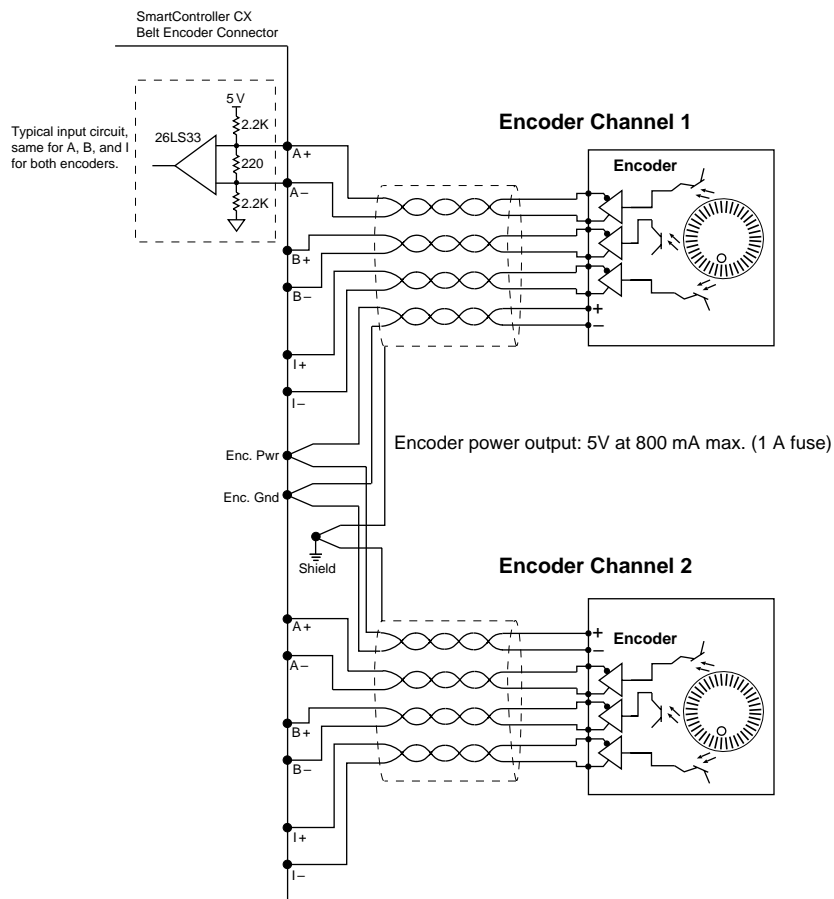 SmartController CX
Belt Encoder Connector
5 V
2.2K
26LS33
220
2.2K
Typical input circuit,
same for A, B, and I
for both encoders.
A+
A−
B+
B−
I+
I−
Encoder Channel 1
Encoder
+
−
Enc. Pwr
Enc. Gnd
Shield
Encoder power output: 5V at 800 mA max. (1 A fuse)
Encoder Channel 2
Encoder
+
−
A+
A−
B+
B−
I+
I−